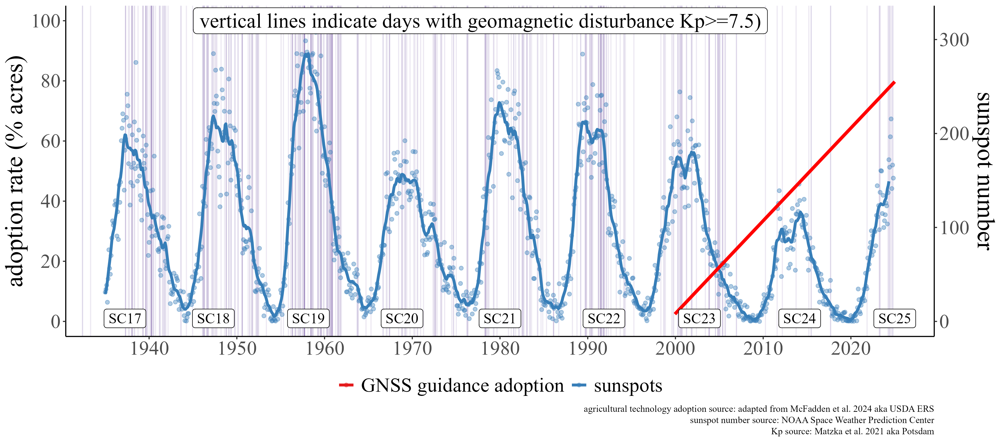 vertical lines indicate days with geomagnetic disturbance Kp>=7.5)
adoption rate (% acres)
100
80
60
40
20
0
sunspot number
300
200
100
0
SC17
SC18
SC19
SC20
SC21
SC22
SC23
SC24
SC25
1940
1950
1960
1970
1980
1990
2000
2010
2020
GNSS guidance adoption
sunspots
agricultural technology adoption source: adapted from McFadden et al. 2024 aka USDA ERS
sunspot number source: NOAA Space Weather Prediction Center
Kp source: Matzka et al. 2021 aka Potsdam